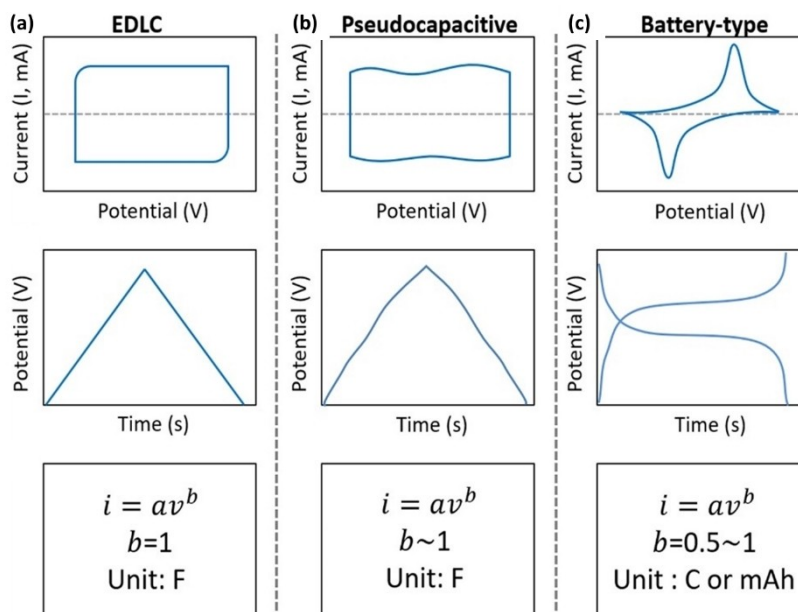 (a)
EDLC
Current (I, mA)
Potential (V)
Potential (V)
Time (s)
i = av^b
b=1
Unit: F
(b)
Pseudocapacitive
Current (I, mA)
Potential (V)
Potential (V)
Time (s)
i = av^b
b~1
Unit: F
(c)
Battery-type
Current (I, mA)
Potential (V)
Potential (V)
Time (s)
i = av^b
b=0.5~1
Unit : C or mAh